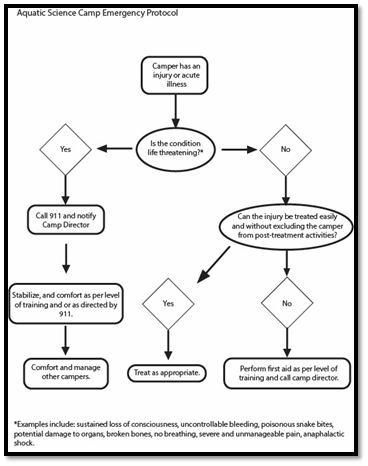 Aquatic Science Camp Emergency Protocol
Camper has an
injury or acute
illness
Is the condition
life threatening?*
Yes
No
Call 911 and notify
Camp Director
Can the injury be treated easily
and without excluding the camper
from post-treatment activities?
Stabilize, and comfort as per level
of training and or as directed by
911.
Yes
No
Comfort and manage
other campers.
Treat as appropriate.
Perform first aid as per level of
training and call camp director.
*Examples include: sustained loss of consciousness, uncontrollable bleeding, poisonous snake bites,
potential damage to organs, broken bones, no breathing, severe and unmanageable pain, anaphalactic
shock.